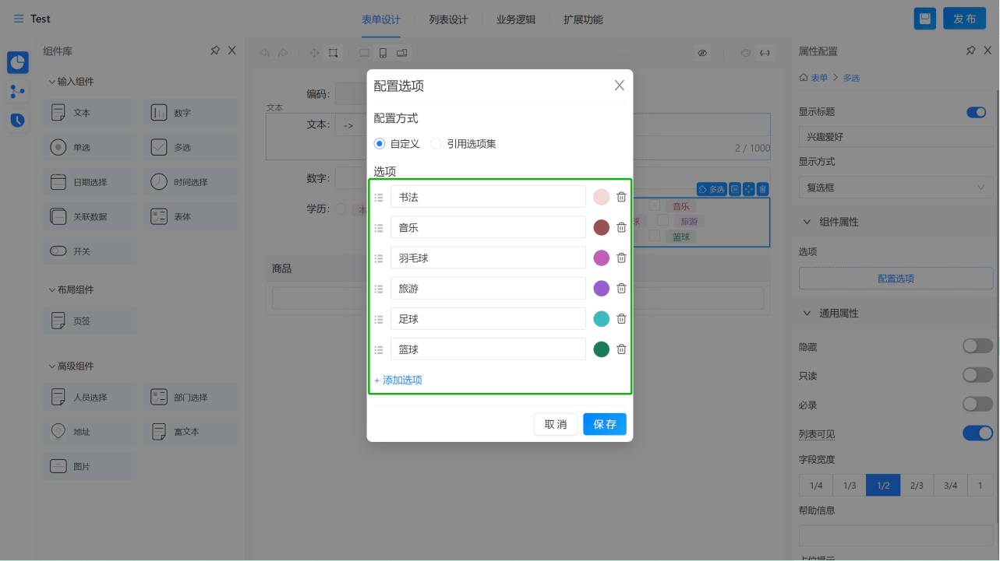 Test
表单设计 列表设计 业务逻辑 扩展功能
发布
组件库
输入组件
文本 数字
单选 多选
日期选择 时间选择
关联数据 表体
开关
布局组件
页签
高级组件
人员选择 部门选择
地址 富文本
图片
编码:
文本
文本: ->
2 / 1000
数字:
学历: 本
多选
音乐
球 旅游
篮球
商品
配置选项
配置方式
自定义 引用选项集
选项
书法
音乐
羽毛球
旅游
足球
篮球
+ 添加选项
取消 保存
属性配置
表单 > 多选
显示标题
兴趣爱好
显示方式
复选框
组件属性
选项
配置选项
通用属性
隐藏
只读
必录
列表可见
字段宽度
1/4 1/3 1/2 2/3 3/4 1
帮助信息